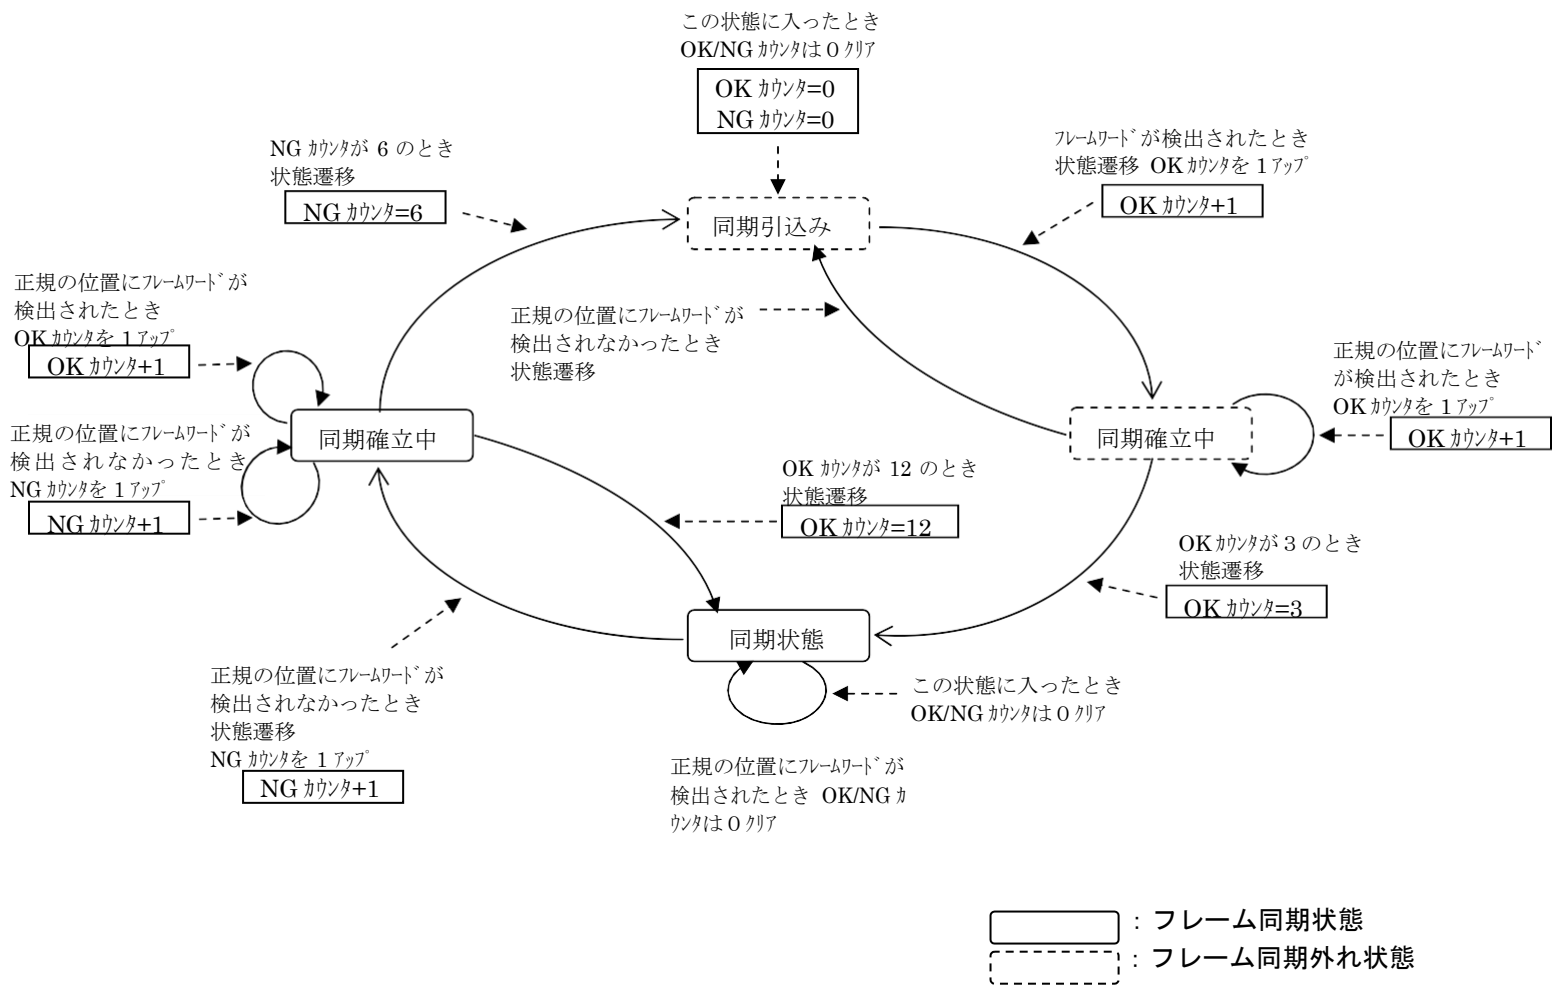 この状態に入ったとき
OK/NG ｶｳﾝﾀは０ｸﾘｱ
OK ｶｳﾝﾀ=0
NG ｶｳﾝﾀ=0
NG ｶｳﾝﾀが 6 のとき
状態遷移
NG ｶｳﾝﾀ=6
ﾌﾚｰﾑﾜｰﾄﾞが検出されたとき
状態遷移 OK ｶｳﾝﾀを 1 ｱｯﾌﾟ
OK ｶｳﾝﾀ+1
同期引込み
正規の位置にﾌﾚｰﾑﾜｰﾄﾞが
検出されたとき
OK ｶｳﾝﾀを 1 ｱｯﾌﾟ
OK ｶｳﾝﾀ+1
正規の位置にﾌﾚｰﾑﾜｰﾄﾞが
検出されなかったとき
状態遷移
正規の位置にﾌﾚｰﾑﾜｰﾄﾞ
が検出されたとき
OK ｶｳﾝﾀを 1 ｱｯﾌﾟ
OK ｶｳﾝﾀ+1
同期確立中
同期確立中
正規の位置にﾌﾚｰﾑﾜｰﾄﾞが
検出されなかったとき
NG ｶｳﾝﾀを 1 ｱｯﾌﾟ
NG ｶｳﾝﾀ+1
OK ｶｳﾝﾀが 12 のとき
状態遷移
OK ｶｳﾝﾀ=12
OK ｶｳﾝﾀが３のとき
状態遷移
OK ｶｳﾝﾀ=3
同期状態
正規の位置にﾌﾚｰﾑﾜｰﾄﾞが
検出されなかったとき
状態遷移
NG ｶｳﾝﾀを 1 ｱｯﾌﾟ
NG ｶｳﾝﾀ+1
この状態に入ったとき
OK/NG ｶｳﾝﾀは０ｸﾘｱ
正規の位置にﾌﾚｰﾑﾜｰﾄﾞが
検出されたとき OK/NG ｶ
ｳﾝﾀは０ｸﾘｱ
: フレーム同期状態
: フレーム同期外れ状態